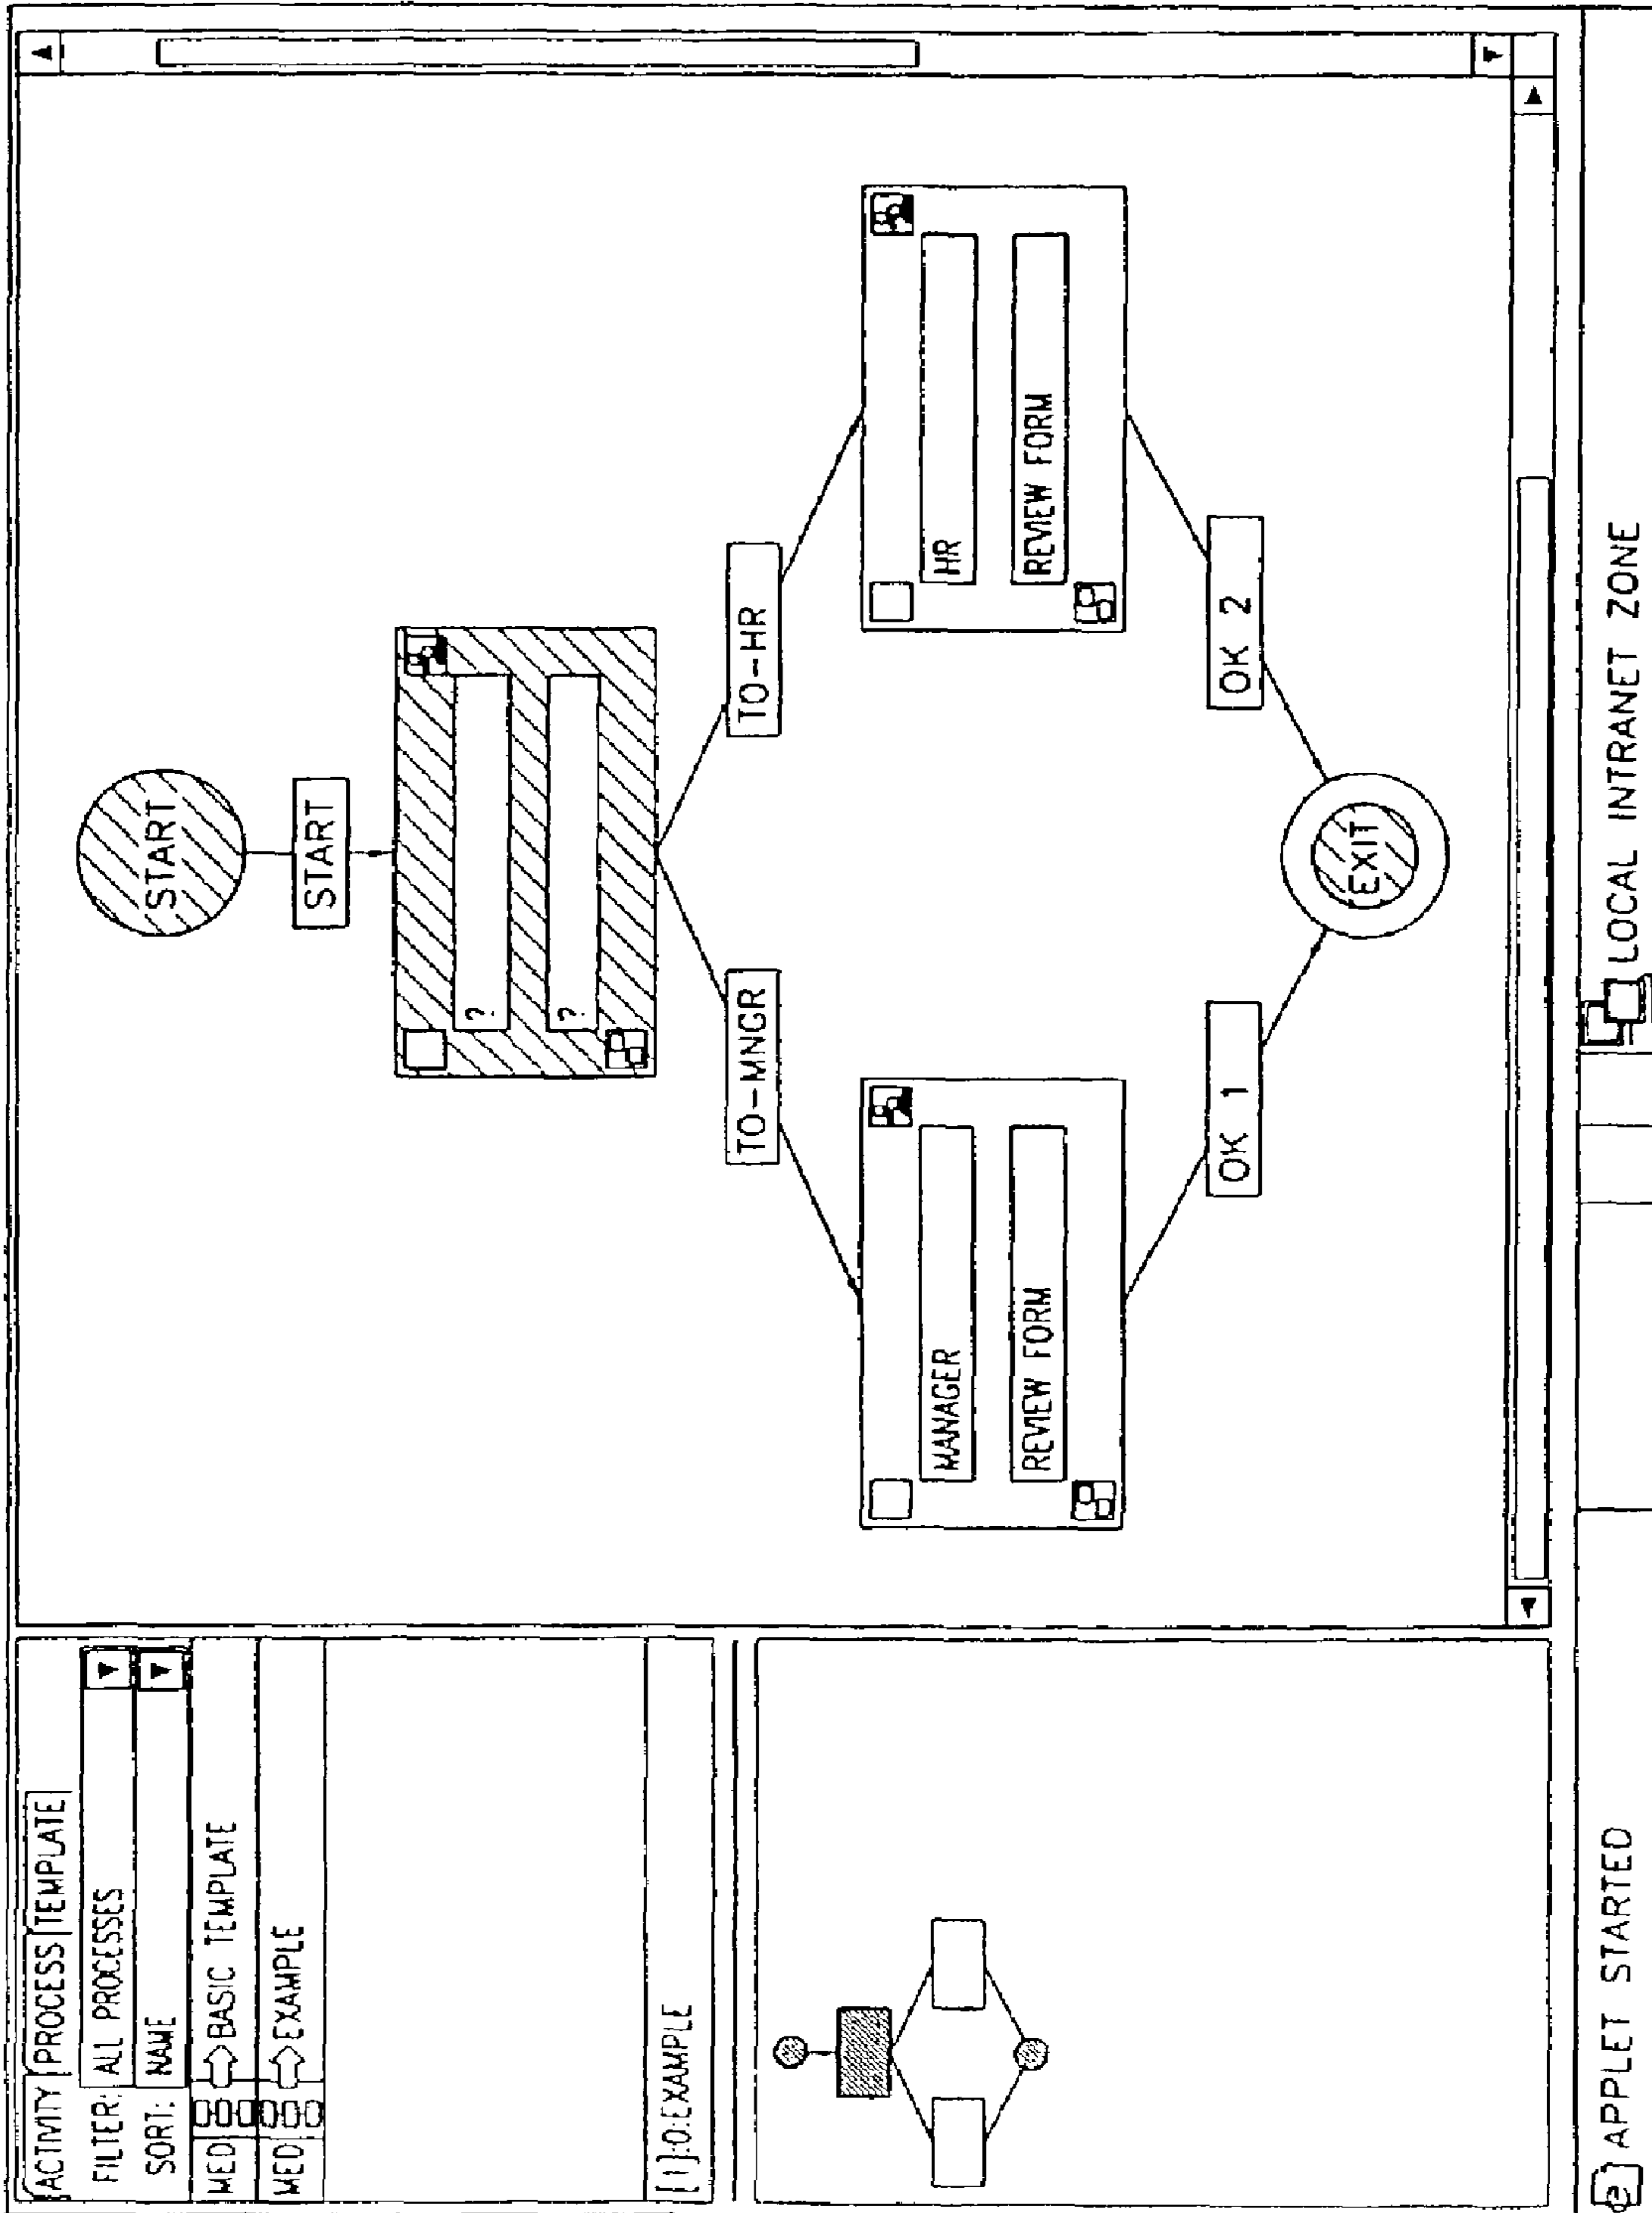 ACTIVITY PROCESS TEMPLATE
FILTER: ALL PROCESSES
SORT: NAME
MED BASIC TEMPLATE
MED EXAMPLE
[1]:0:EXAMPLE
START
START
?
?
TO-MNGR
TO-HR
MANAGER
REVIEW FORM
HR
REVIEW FORM
OK 1
OK 2
EXIT
e APPLET STARTED
LOCAL INTRANET ZONE